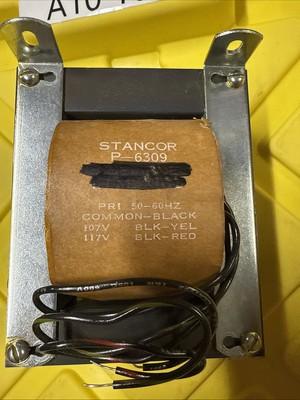 STANCOR
P-6309
PRI 50-60HZ
COMMON-BLACK
107V BLK-YEL
117V BLK-RED